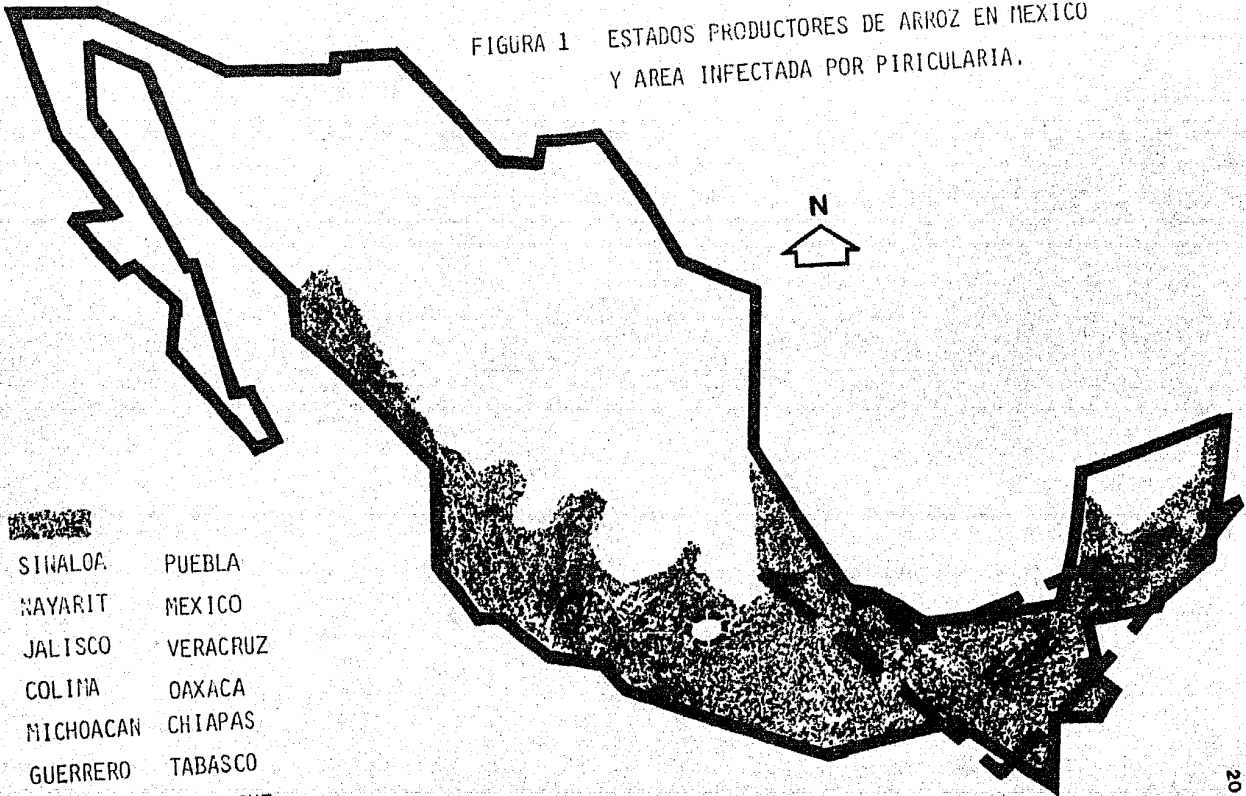 FIGURA 1 ESTADOS PRODUCTORES DE ARROZ EN MEXICO
Y AREA INFECTADA POR PIRICULARIA.
N
SINALOA PUEBLA
NAYARIT MEXICO
JALISCO VERACRUZ
COLIMA OAXACA
MICHOACAN CHIAPAS
GUERRERO TABASCO
20